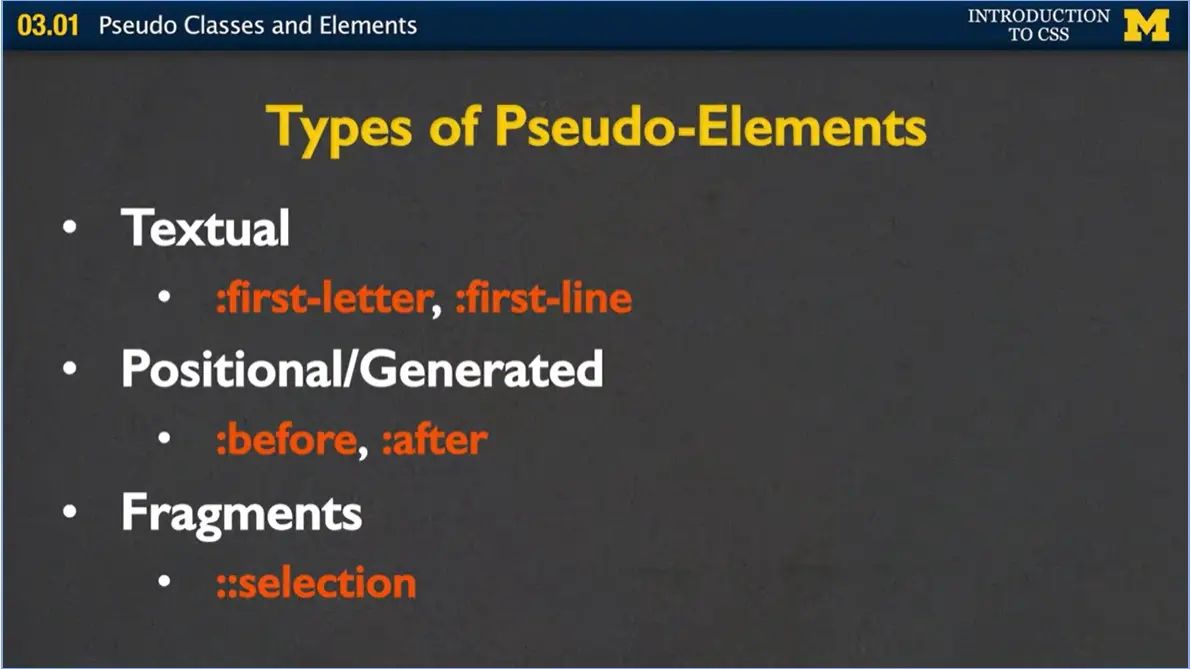 03.01 Pseudo Classes and Elements
INTRODUCTION
TO CSS
M
Types of Pseudo-Elements
• Textual
• :first-letter, :first-line
• Positional/Generated
• :before, :after
• Fragments
• ::selection